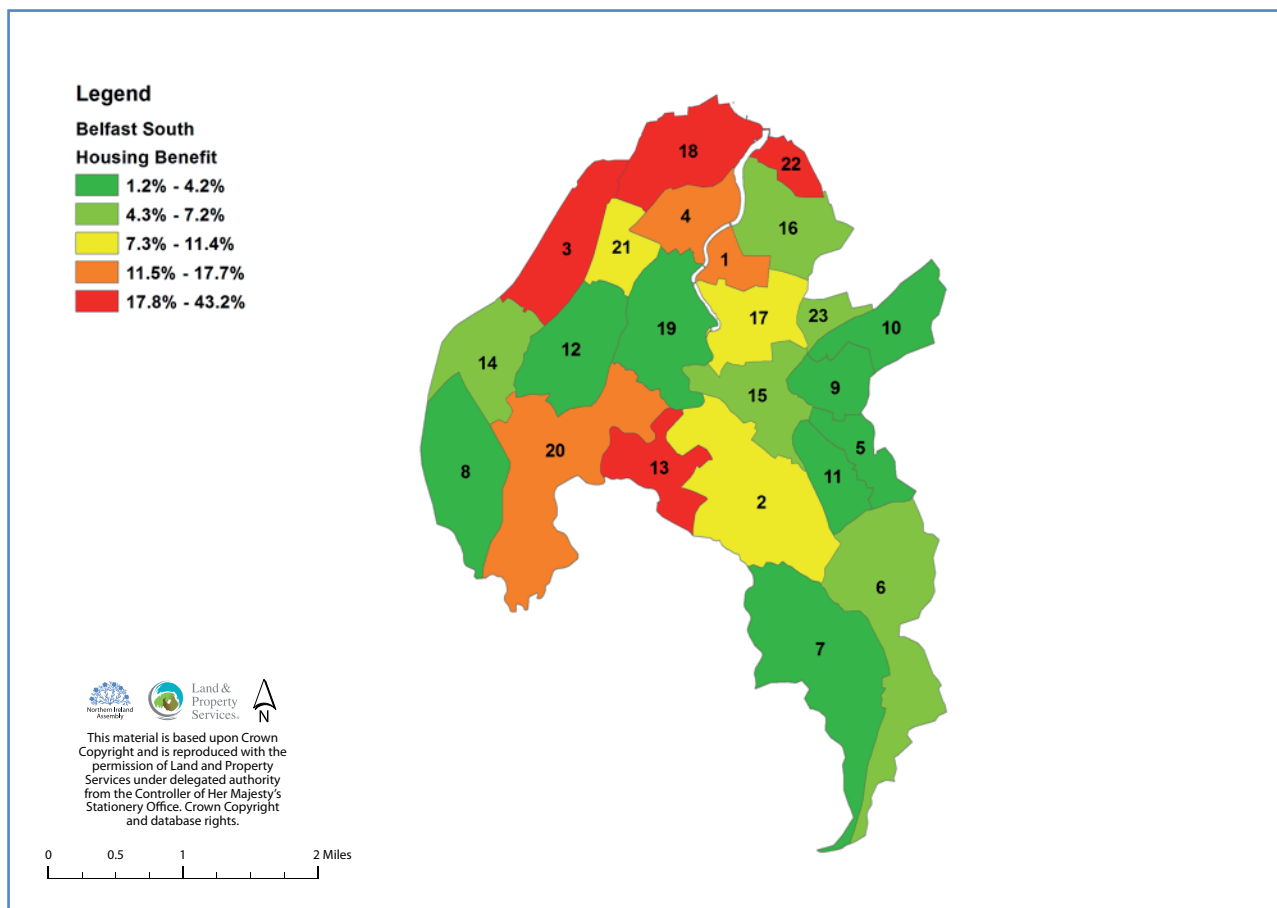 Legend
Belfast South
Housing Benefit
1.2% - 4.2%
4.3% - 7.2%
7.3% - 11.4%
11.5% - 17.7%
17.8% - 43.2%
18
22
4
16
3
21
1
17
23
10
19
12
14
9
15
5
20
13
8
11
2
6
7
Northern Ireland
Assembly
Land &
Property
Services.
N
This material is based upon Crown
Copyright and is reproduced with the
permission of Land and Property
Services under delegated authority
from the Controller of Her Majesty's
Stationery Office. Crown Copyright
and database rights.
0 0.5 1 2 Miles